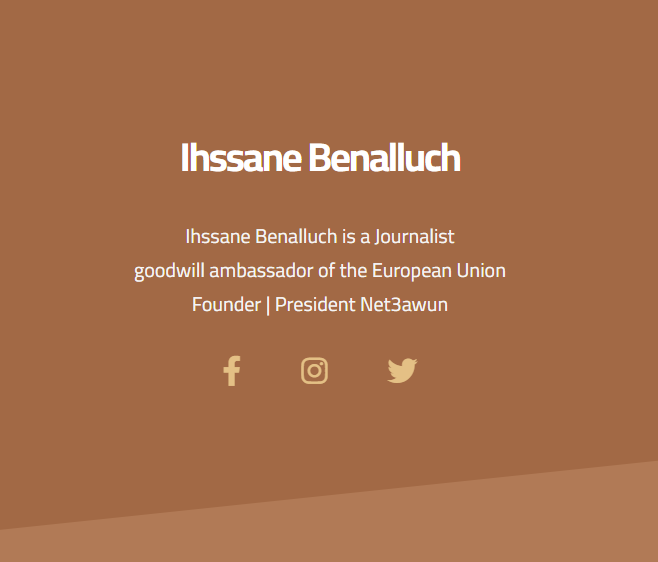 Ihssane Benalluch
Ihssane Benalluch is a Journalist
goodwill ambassador of the European Union
Founder | President Net3awun